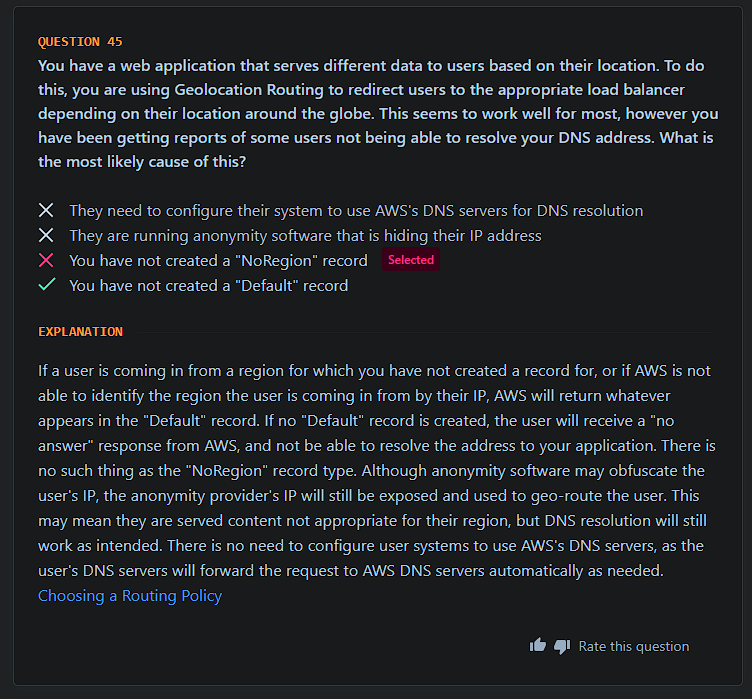 QUESTION 45
You have a web application that serves different data to users based on their location. To do
this, you are using Geolocation Routing to redirect users to the appropriate load balancer
depending on their location around the globe. This seems to work well for most, however you
have been getting reports of some users not being able to resolve your DNS address. What is
the most likely cause of this?
They need to configure their system to use AWS's DNS servers for DNS resolution
They are running anonymity software that is hiding their IP address
You have not created a "NoRegion" record Selected
You have not created a "Default" record
EXPLANATION
If a user is coming in from a region for which you have not created a record for, or if AWS is not
able to identify the region the user is coming in from by their IP, AWS will return whatever
appears in the "Default" record. If no "Default" record is created, the user will receive a "no
answer" response from AWS, and not be able to resolve the address to your application. There is
no such thing as the "NoRegion" record type. Although anonymity software may obfuscate the
user's IP, the anonymity provider's IP will still be exposed and used to geo-route the user. This
may mean they are served content not appropriate for their region, but DNS resolution will still
work as intended. There is no need to configure user systems to use AWS's DNS servers, as the
user's DNS servers will forward the request to AWS DNS servers automatically as needed.
Choosing a Routing Policy
Rate this question